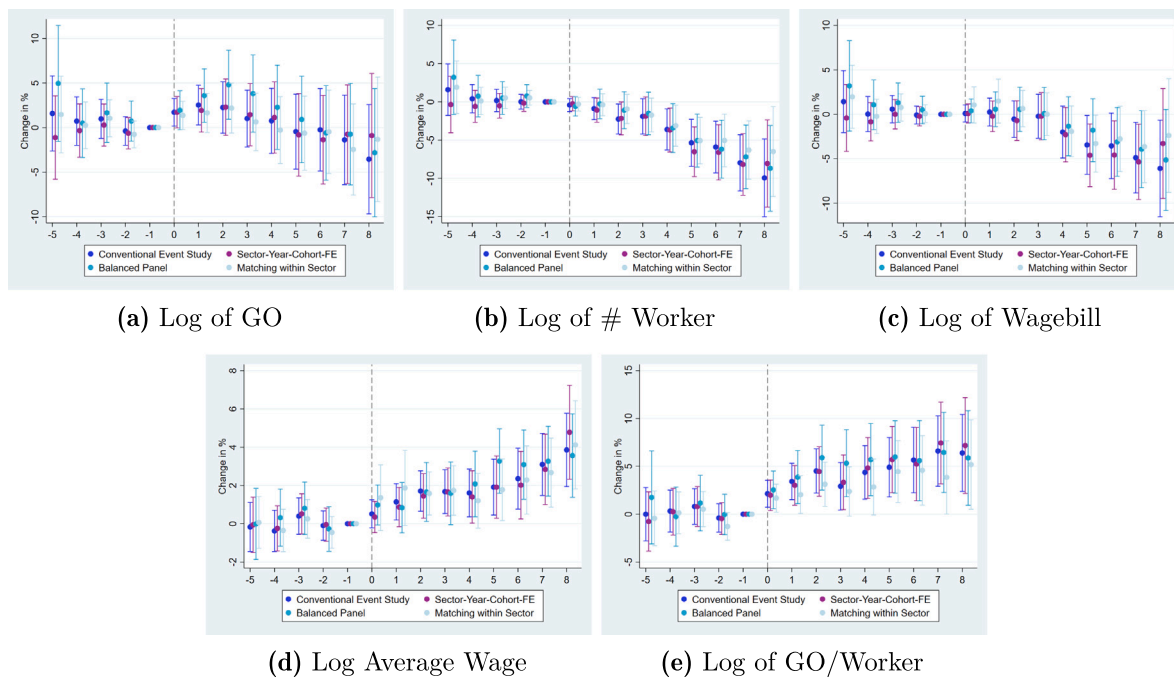 Change in %
10
5
0
-5
-10
-5 -4 -3 -2 -1 0 1 2 3 4 5 6 7 8
Conventional Event Study Sector-Year-Cohort-FE
Balanced Panel Matching within Sector
(a) Log of GO
Change in %
10
5
0
-5
-10
-15
-5 -4 -3 -2 -1 0 1 2 3 4 5 6 7 8
Conventional Event Study Sector-Year-Cohort-FE
Balanced Panel Matching within Sector
(b) Log of # Worker
Change in %
10
5
0
-5
-10
-5 -4 -3 -2 -1 0 1 2 3 4 5 6 7 8
Conventional Event Study Sector-Year-Cohort-FE
Balanced Panel Matching within Sector
(c) Log of Wagebill
Change in %
8
6
4
2
0
-2
-5 -4 -3 -2 -1 0 1 2 3 4 5 6 7 8
Conventional Event Study Sector-Year-Cohort-FE
Balanced Panel Matching within Sector
(d) Log Average Wage
Change in %
15
10
5
0
-5
-5 -4 -3 -2 -1 0 1 2 3 4 5 6 7 8
Conventional Event Study Sector-Year-Cohort-FE
Balanced Panel Matching within Sector
(e) Log of GO/Worker